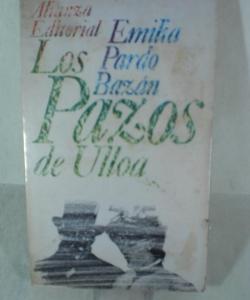 Alianza Emilia
Editorial Pardo
Los Bazán
Pazos
de Ulloa